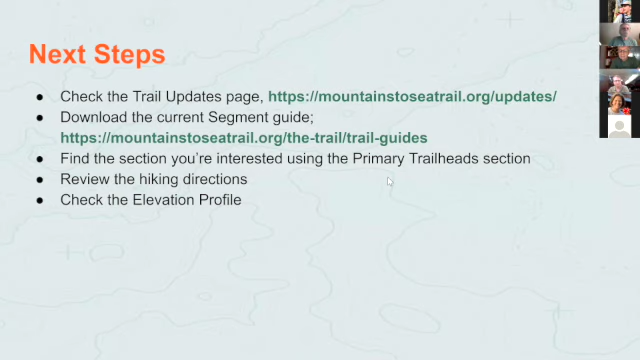 Next Steps
● Check the Trail Updates page, https://mountainstoseatrail.org/updates/
● Download the current Segment guide;
https://mountainstoseatrail.org/the-trail/trail-guides
● Find the section you're interested using the Primary Trailheads section
● Review the hiking directions
● Check the Elevation Profile